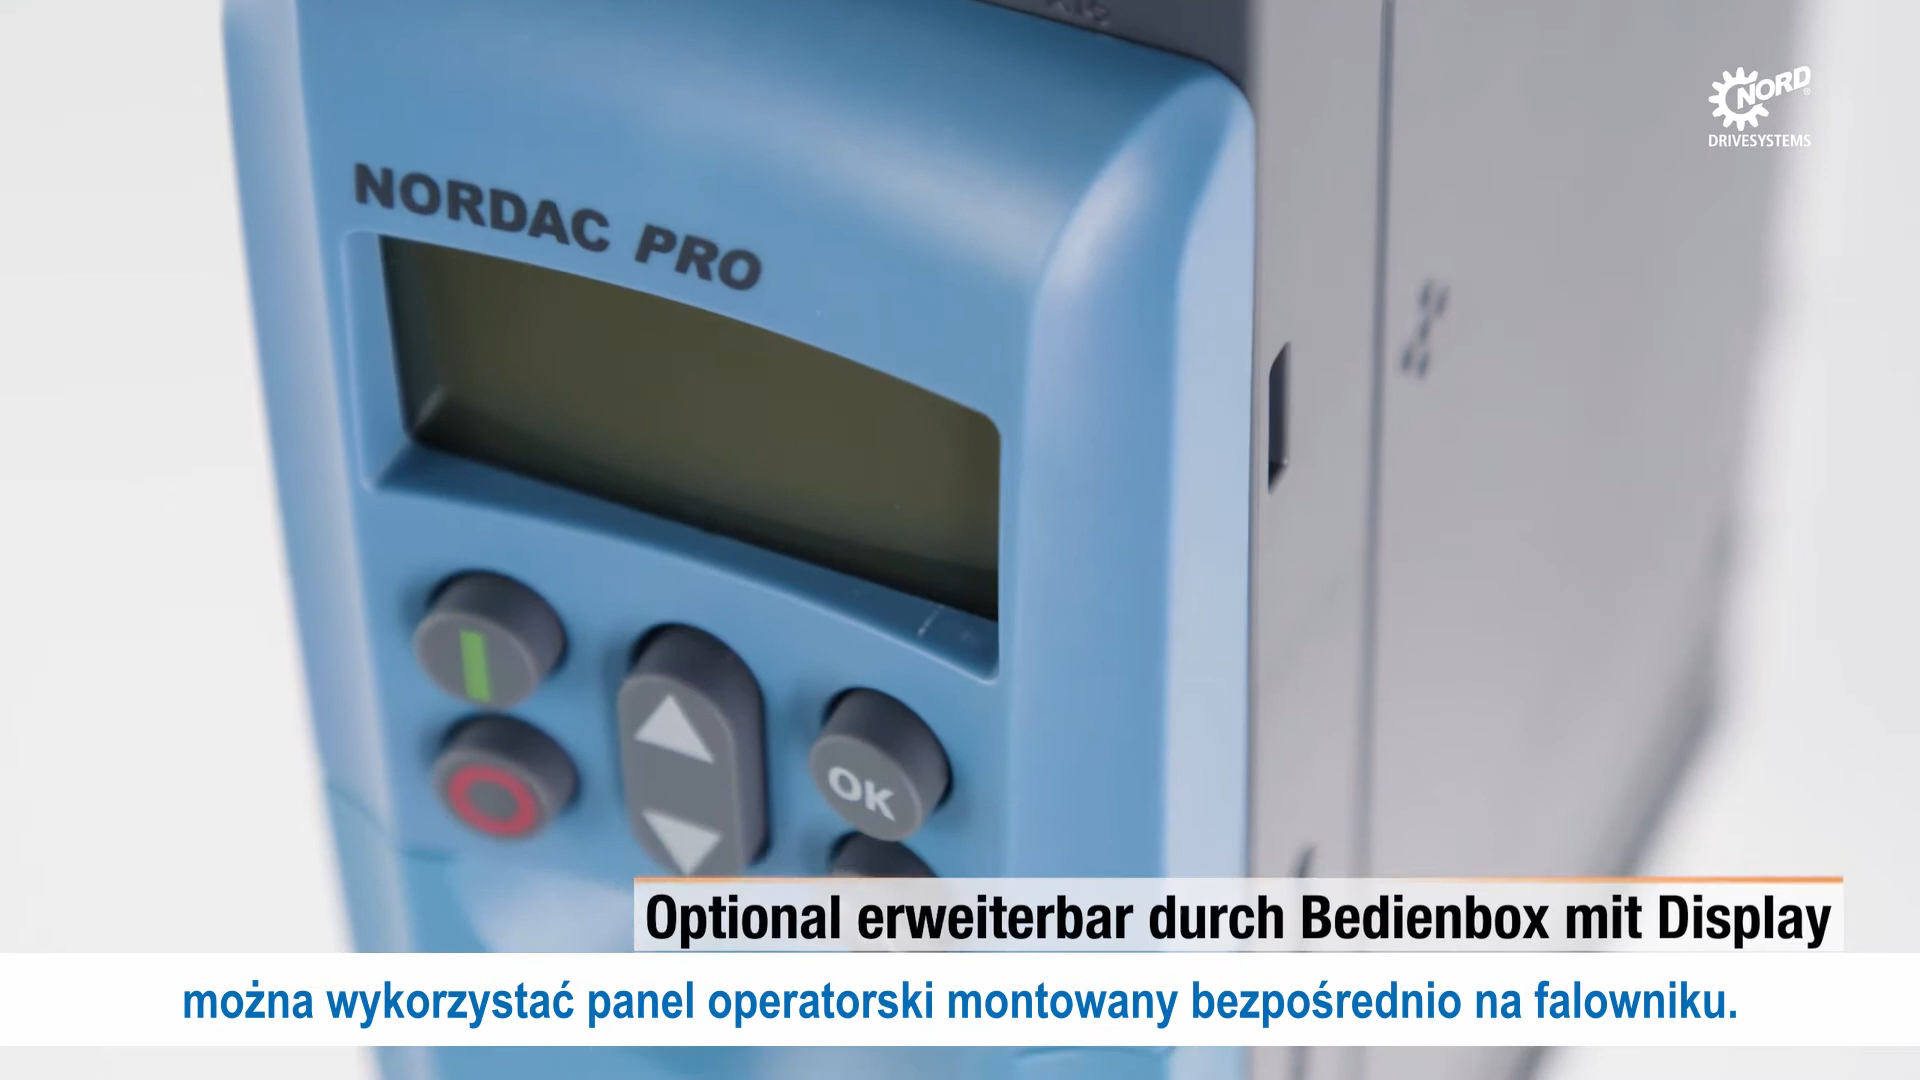 NORD®
DRIVESYSTEMS
NORDAC PRO
OK
Optional erweiterbar durch Bedienbox mit Display
można wykorzystać panel operatorski montowany bezpośrednio na falowniku.